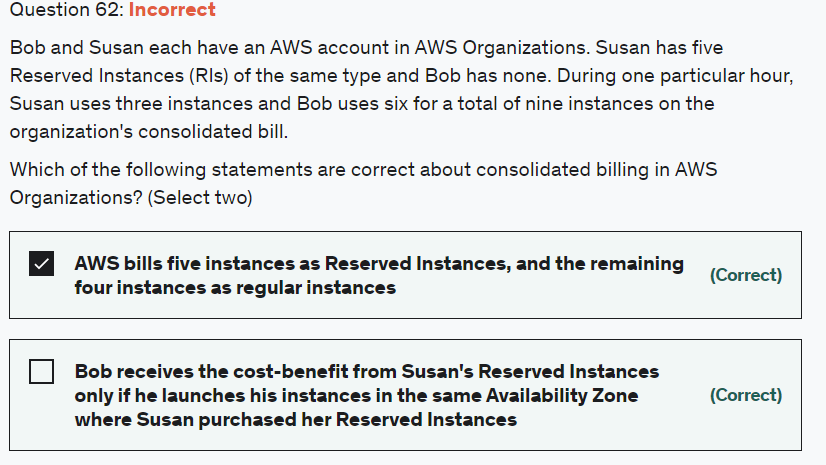 Question 62: Incorrect
Bob and Susan each have an AWS account in AWS Organizations. Susan has five
Reserved Instances (RIs) of the same type and Bob has none. During one particular hour,
Susan uses three instances and Bob uses six for a total of nine instances on the
organization's consolidated bill.
Which of the following statements are correct about consolidated billing in AWS
Organizations? (Select two)
AWS bills five instances as Reserved Instances, and the remaining
four instances as regular instances
(Correct)
Bob receives the cost-benefit from Susan's Reserved Instances
only if he launches his instances in the same Availability Zone
where Susan purchased her Reserved Instances
(Correct)